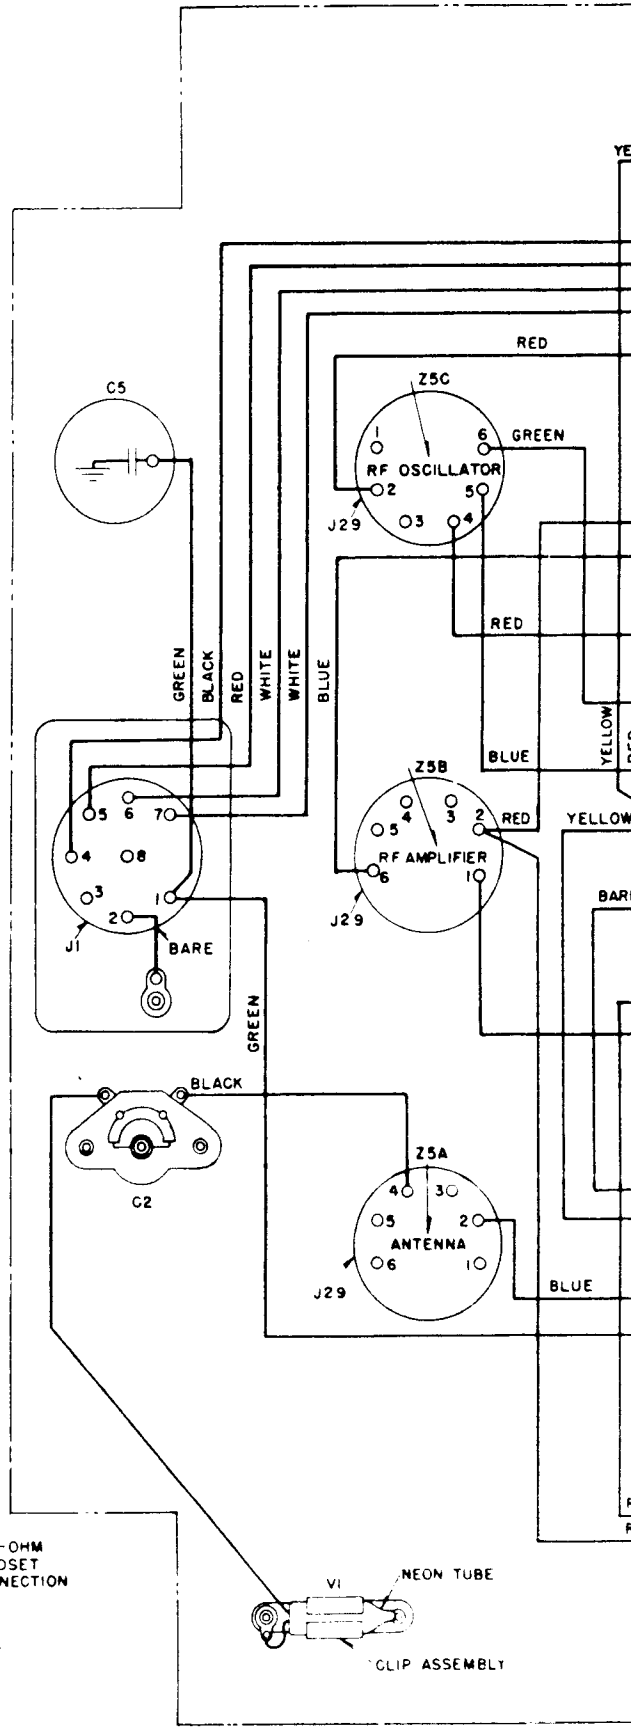 YE
RED
C5
Z5C
1
6
GREEN
RF OSCILLATOR
2
5
J29
3
4
GREEN
BLACK
RED
WHITE
WHITE
BLUE
RED
YELLOW
RED
BLUE
Z5B
5
6
7
4
3
2
RED
YELLOW
5
4
8
RF AMPLIFIER
6
1
3
1
J29
BARE
2
J1
BARE
GREEN
BLACK
Z5A
C2
4
3
5
2
ANTENNA
6
1
J29
BLUE
-OHM
DSET
NECTION
V1
NEON TUBE
CLIP ASSEMBLY